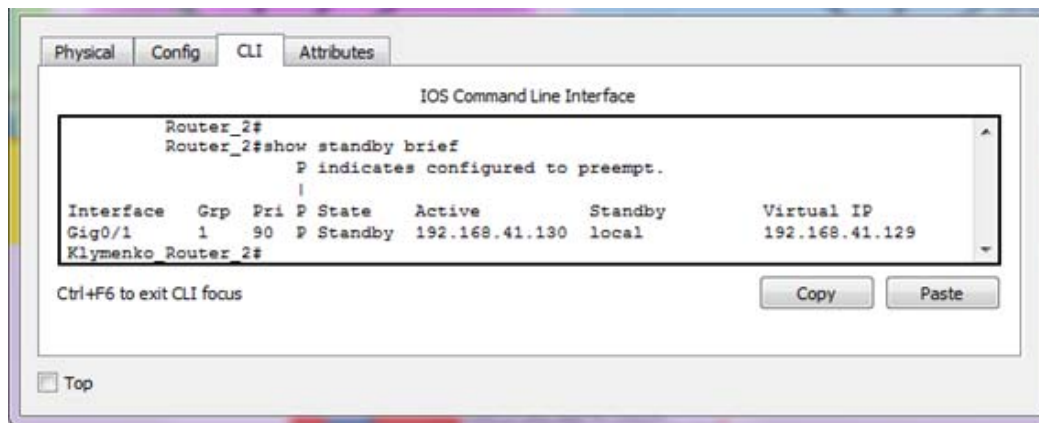 Physical Config CLI Attributes
IOS Command Line Interface
Router_2#
Router_2#show standby brief
P indicates configured to preempt.
|
Interface Grp Pri P State Active Standby Virtual IP
Gig0/1 1 90 P Standby 192.168.41.130 local 192.168.41.129
Klymenko_Router_2#
Ctrl+F6 to exit CLI focus
Copy Paste
Top